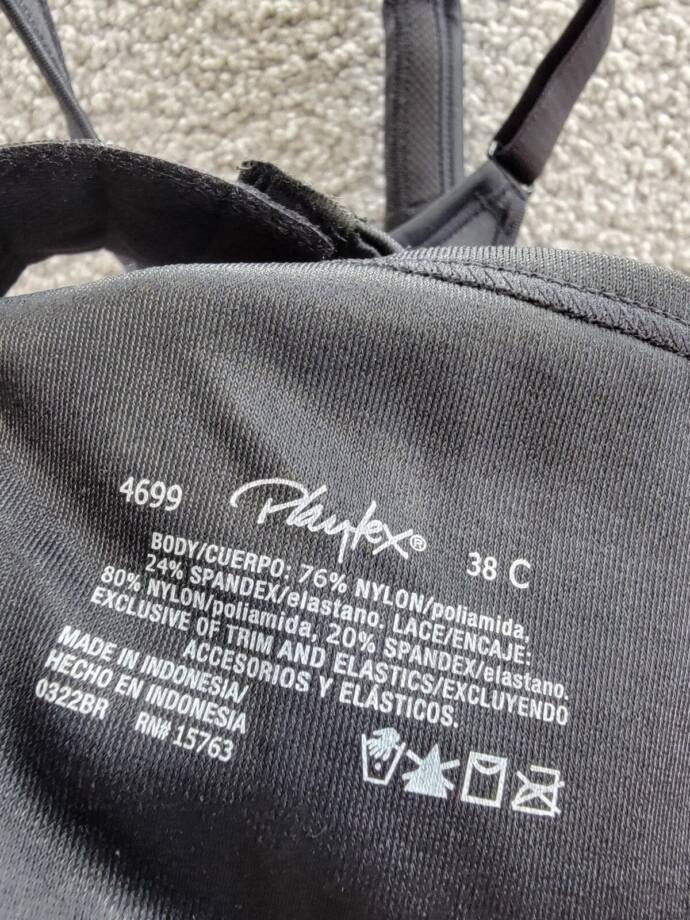 4699 Playtex® 38 C
BODY/CUERPO: 76% NYLON/poliamida,
24% SPANDEX/elastano. LACE/ENCAJE:
80% NYLON/poliamida, 20% SPANDEX/elastano.
EXCLUSIVE OF TRIM AND ELASTICS/EXCLUYENDO
ACCESORIOS Y ELÁSTICOS.
MADE IN INDONESIA/
HECHO EN INDONESIA
0322BR RN# 15763